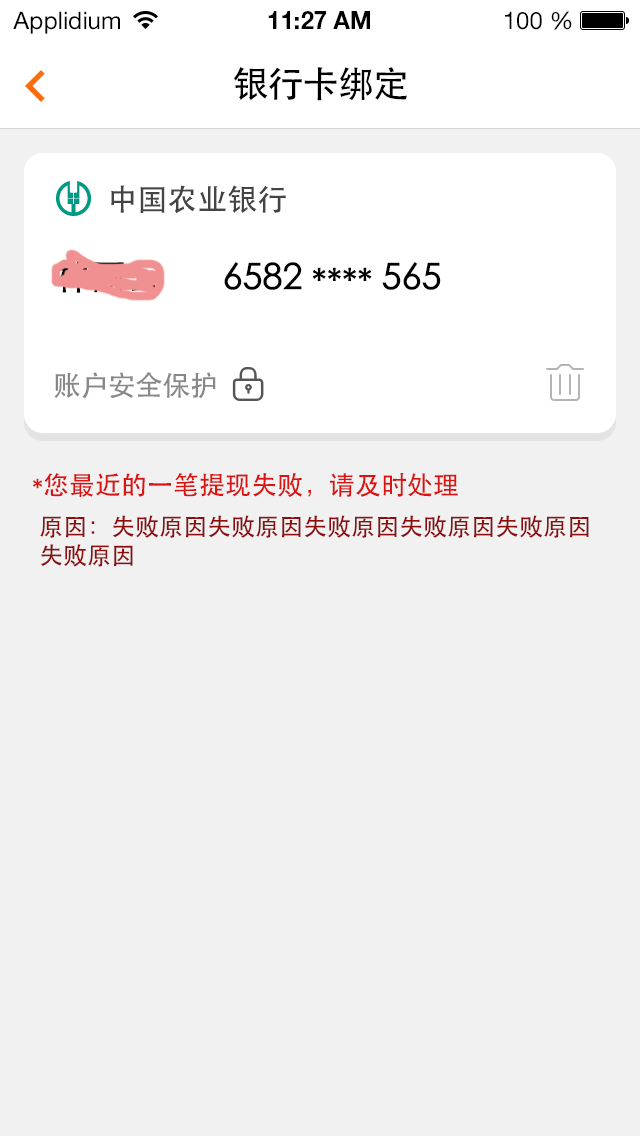 Applidium 11:27 AM 100 %
银行卡绑定
中国农业银行
6582 **** 565
账户安全保护
*您最近的一笔提现失败，请及时处理
原因：失败原因失败原因失败原因失败原因失败原因
失败原因